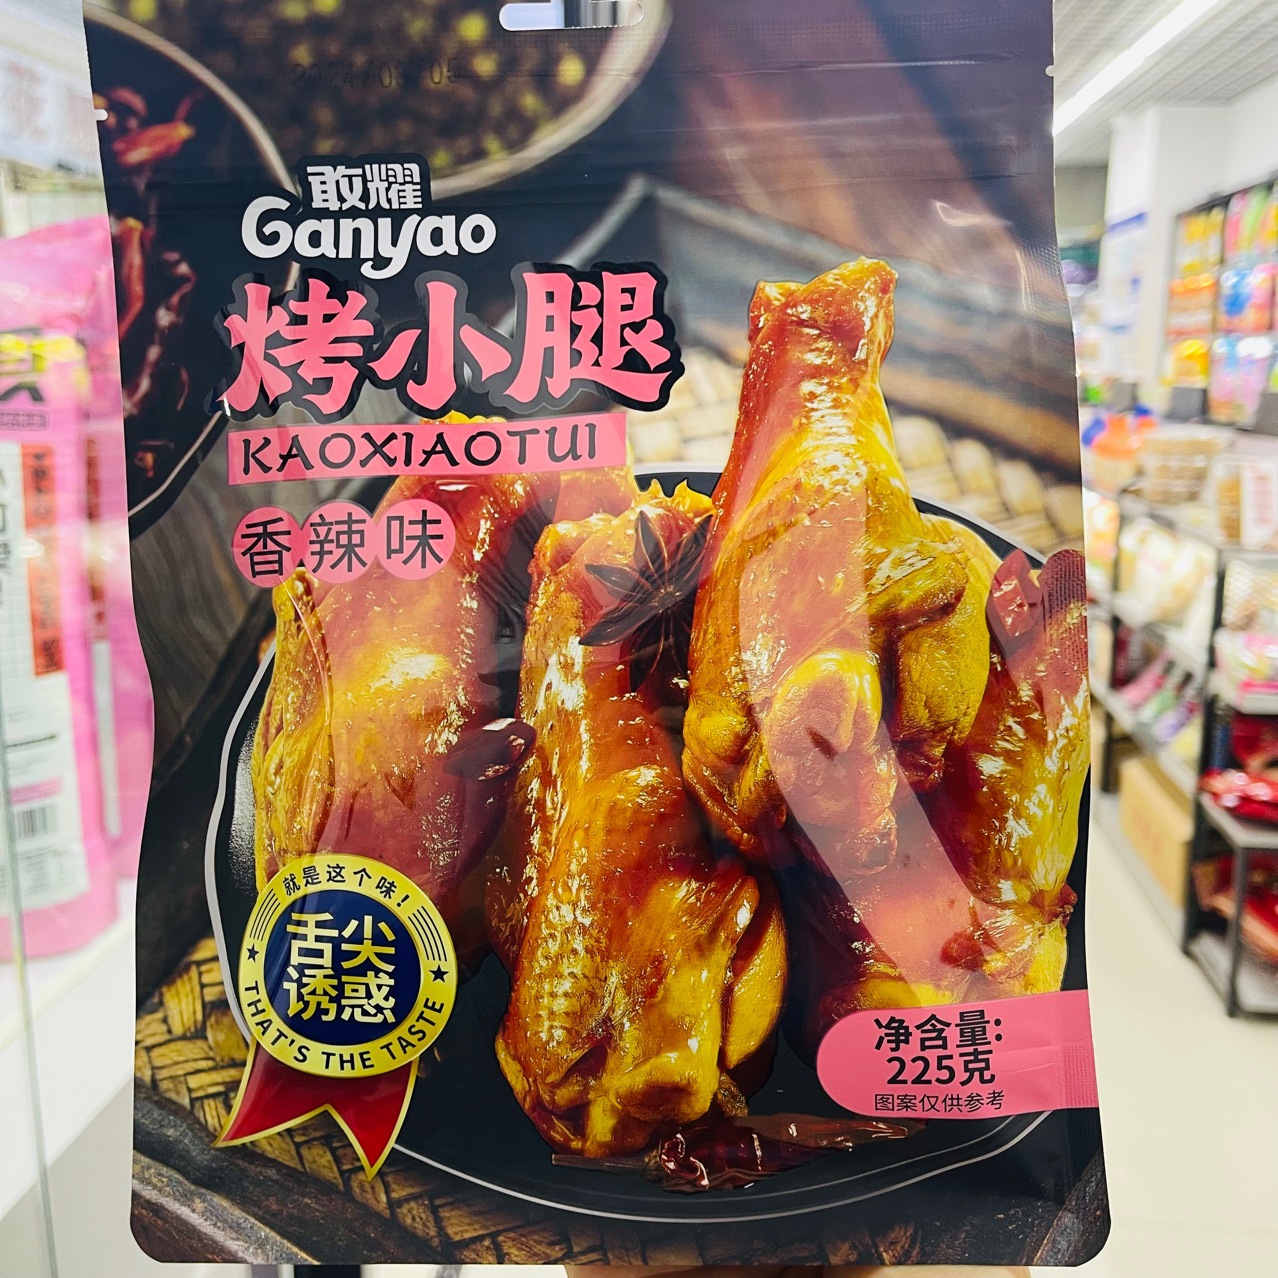 敢耀
Ganyao
烤小腿
KAOXIAOTUI
香辣味
就是这个味!
舌尖
诱惑
THAT'S THE TASTE
净含量:
225克
图案仅供参考